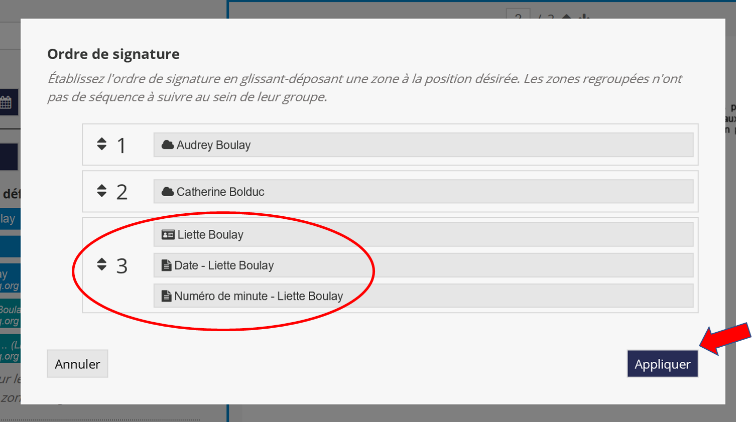 2 / 3
Ordre de signature
Établissez l'ordre de signature en glissant-déposant une zone à la position désirée. Les zones regroupées n'ont
pas de séquence à suivre au sein de leur groupe.
1 Audrey Boulay
2 Catherine Bolduc
Liette Boulay
3 Date - Liette Boulay
Numéro de minute - Liette Boulay
Annuler
Appliquer